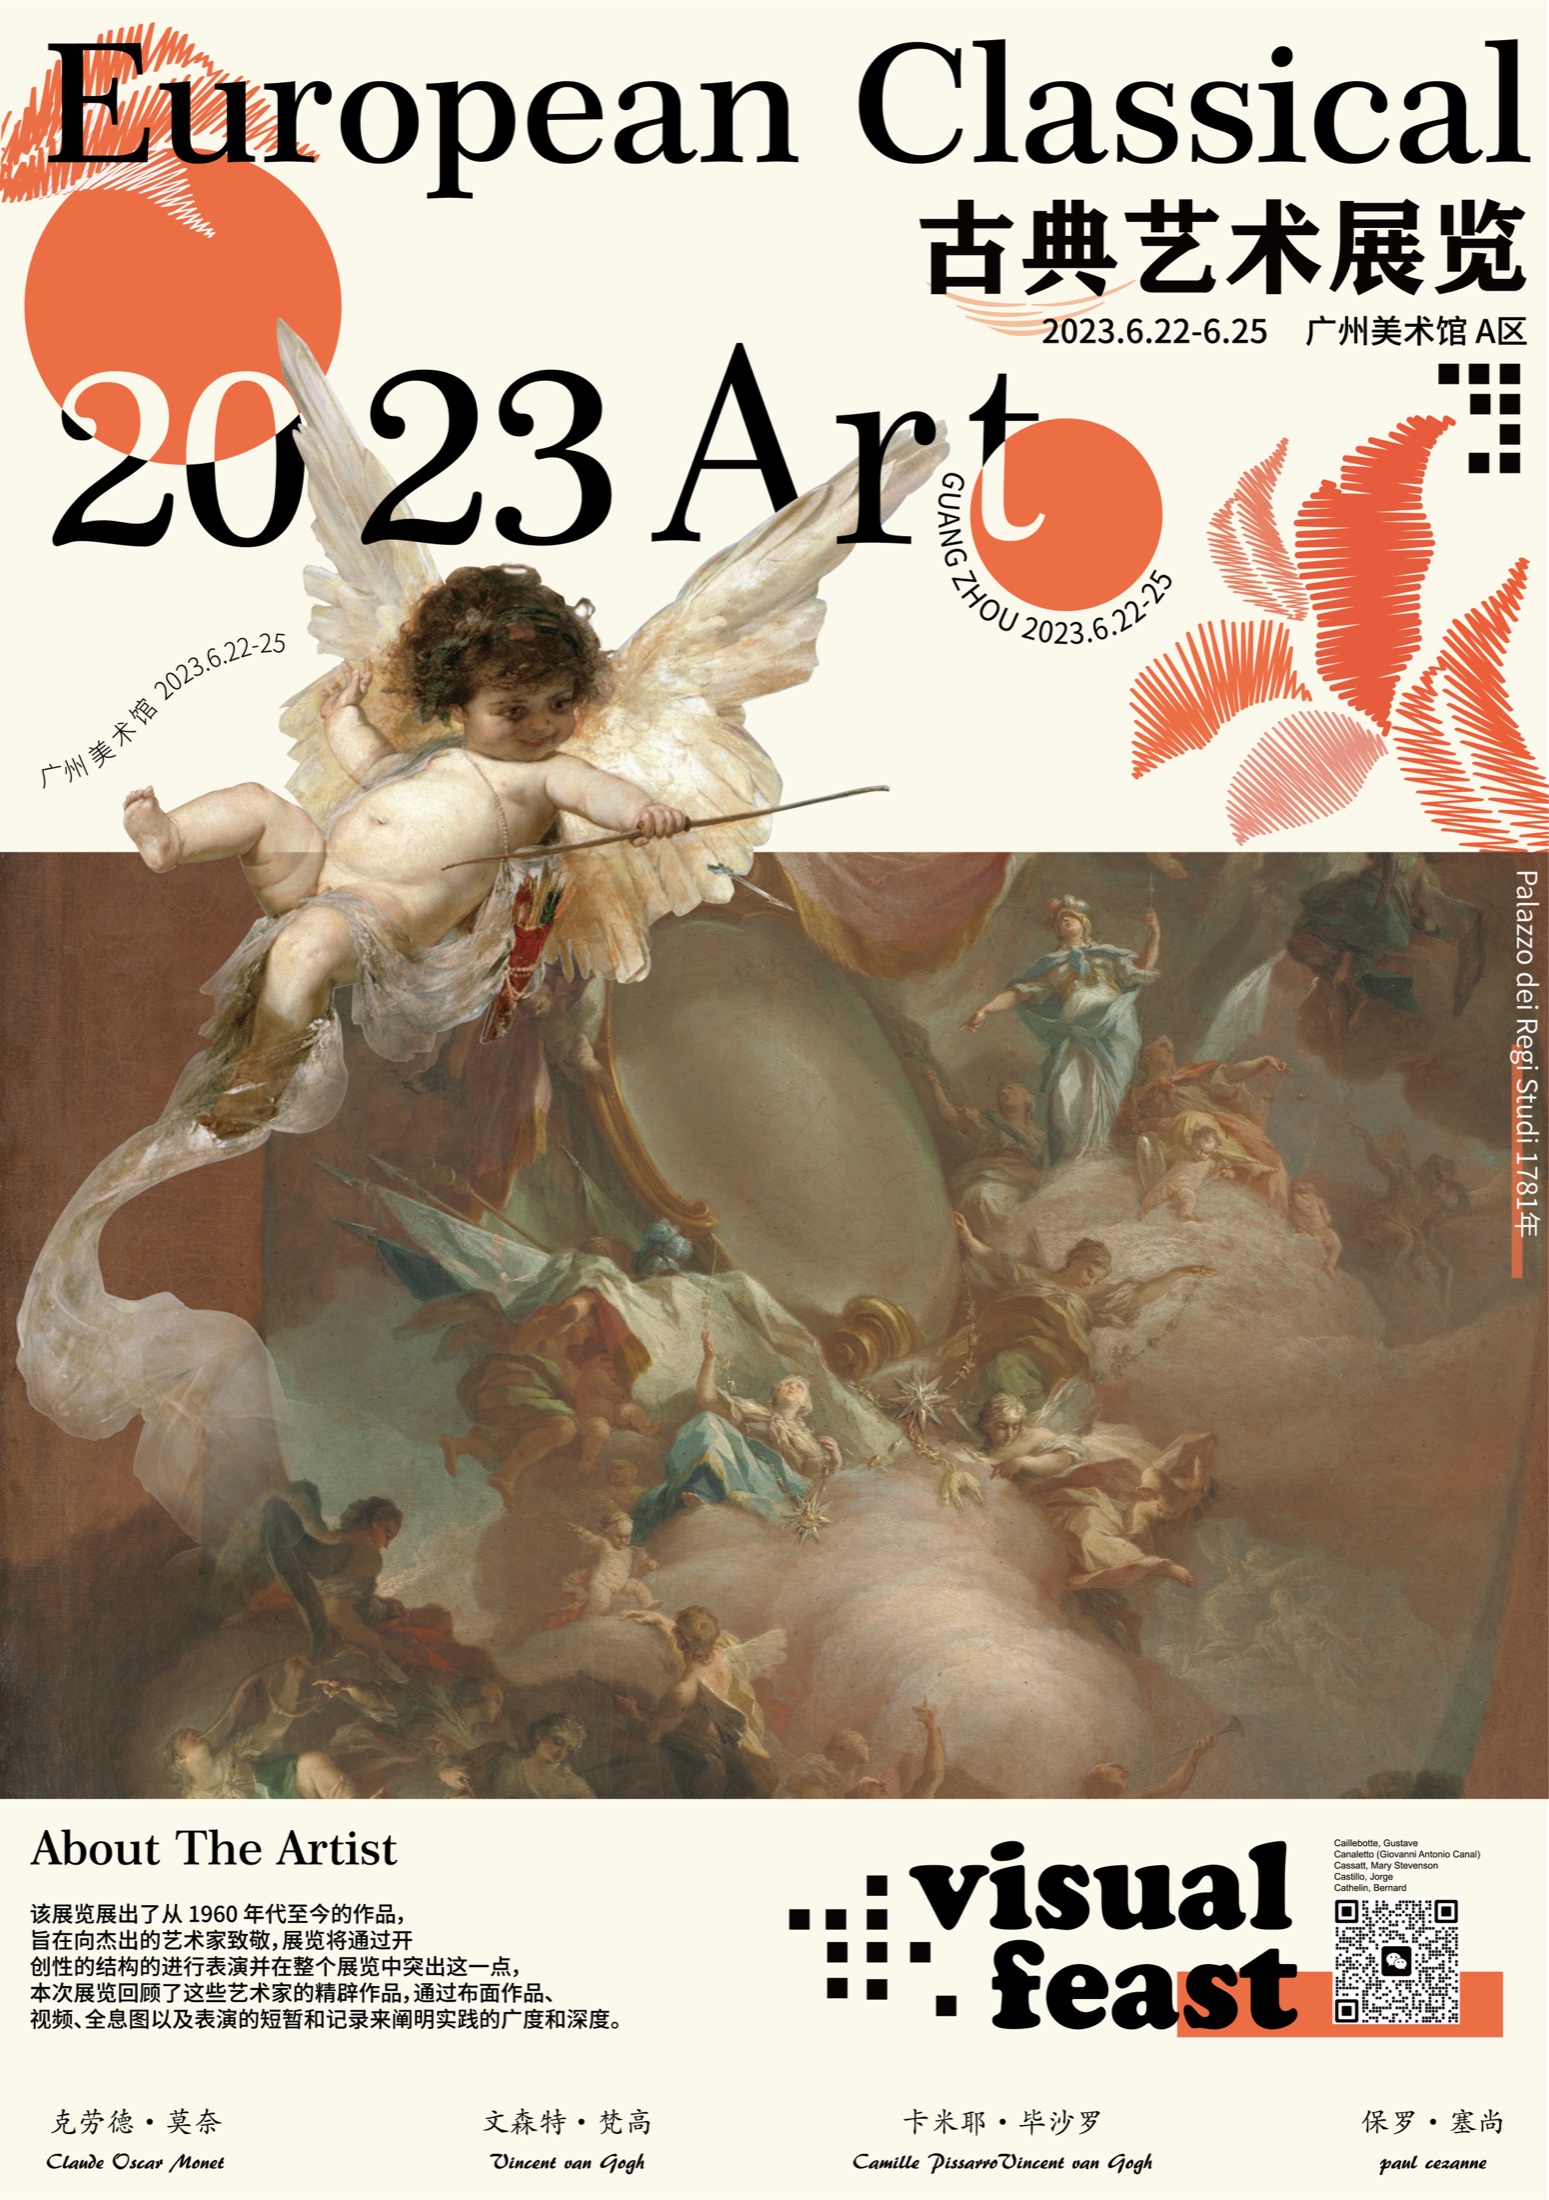 European Classical
古典艺术展览
2023.6.22-6.25 广州美术馆 A区
2023 Art
GUANG ZHOU 2023.6.22-25
广州美术馆 2023.6.22-25
Palazzo dei Regi Studi 1781年
About The Artist
该展览展出了从 1960 年代至今的作品，
旨在向杰出的艺术家致敬，展览将通过开
创性的结构的进行表演并在整个展览中突出这一点，
本次展览回顾了这些艺术家的精辟作品，通过布面作品、
视频、全息图以及表演的短暂和记录来阐明实践的广度和深度。
visual
feast
Caillebotte, Gustave
Canaletto (Giovanni Antonio Canal)
Cassatt, Mary Stevenson
Castillo, Jorge
Cathelin, Bernard
克劳德·莫奈
Claude Oscar Monet
文森特·梵高
Vincent van Gogh
卡米耶·毕沙罗
Camille PissarroVincent van Gogh
保罗·塞尚
paul cezanne